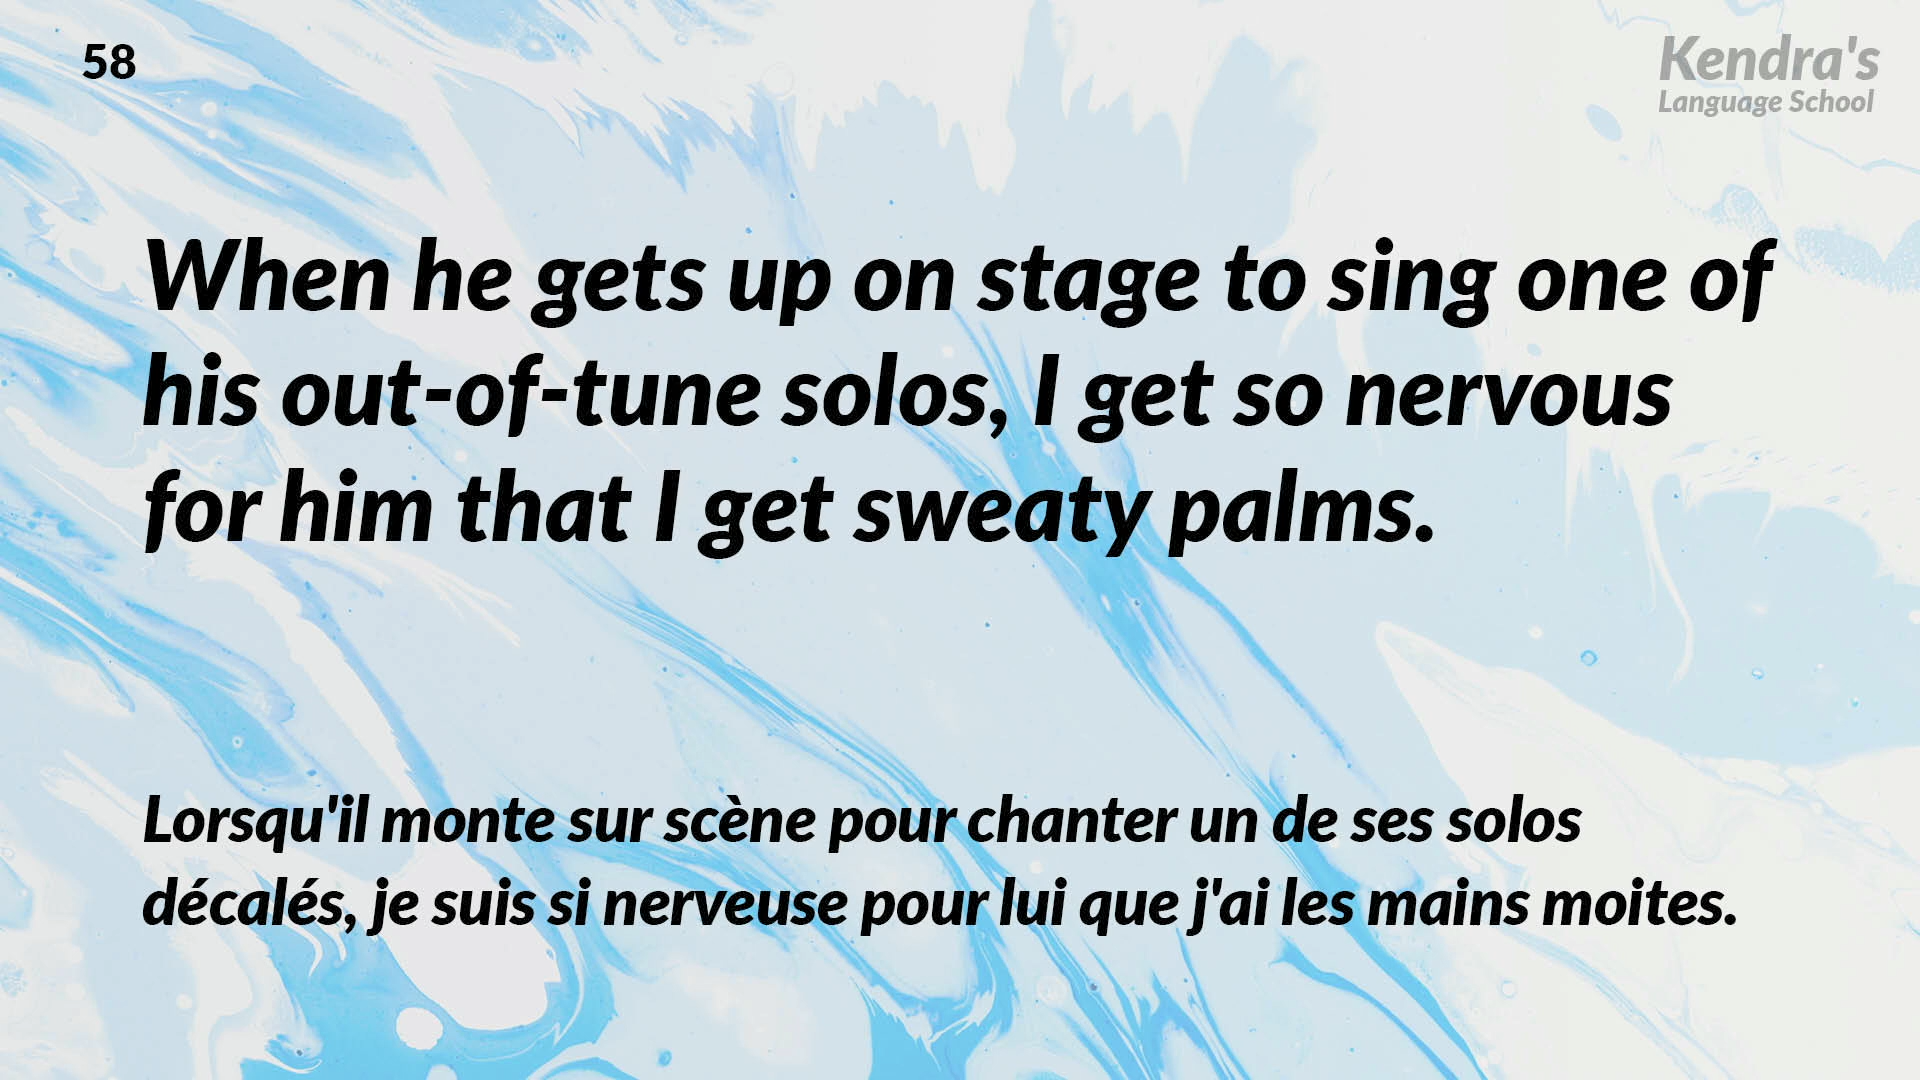 58
Kendra's
Language School
When he gets up on stage to sing one of
his out-of-tune solos, I get so nervous
for him that I get sweaty palms.
Lorsqu'il monte sur scène pour chanter un de ses solos
décalés, je suis si nerveuse pour lui que j'ai les mains moites.